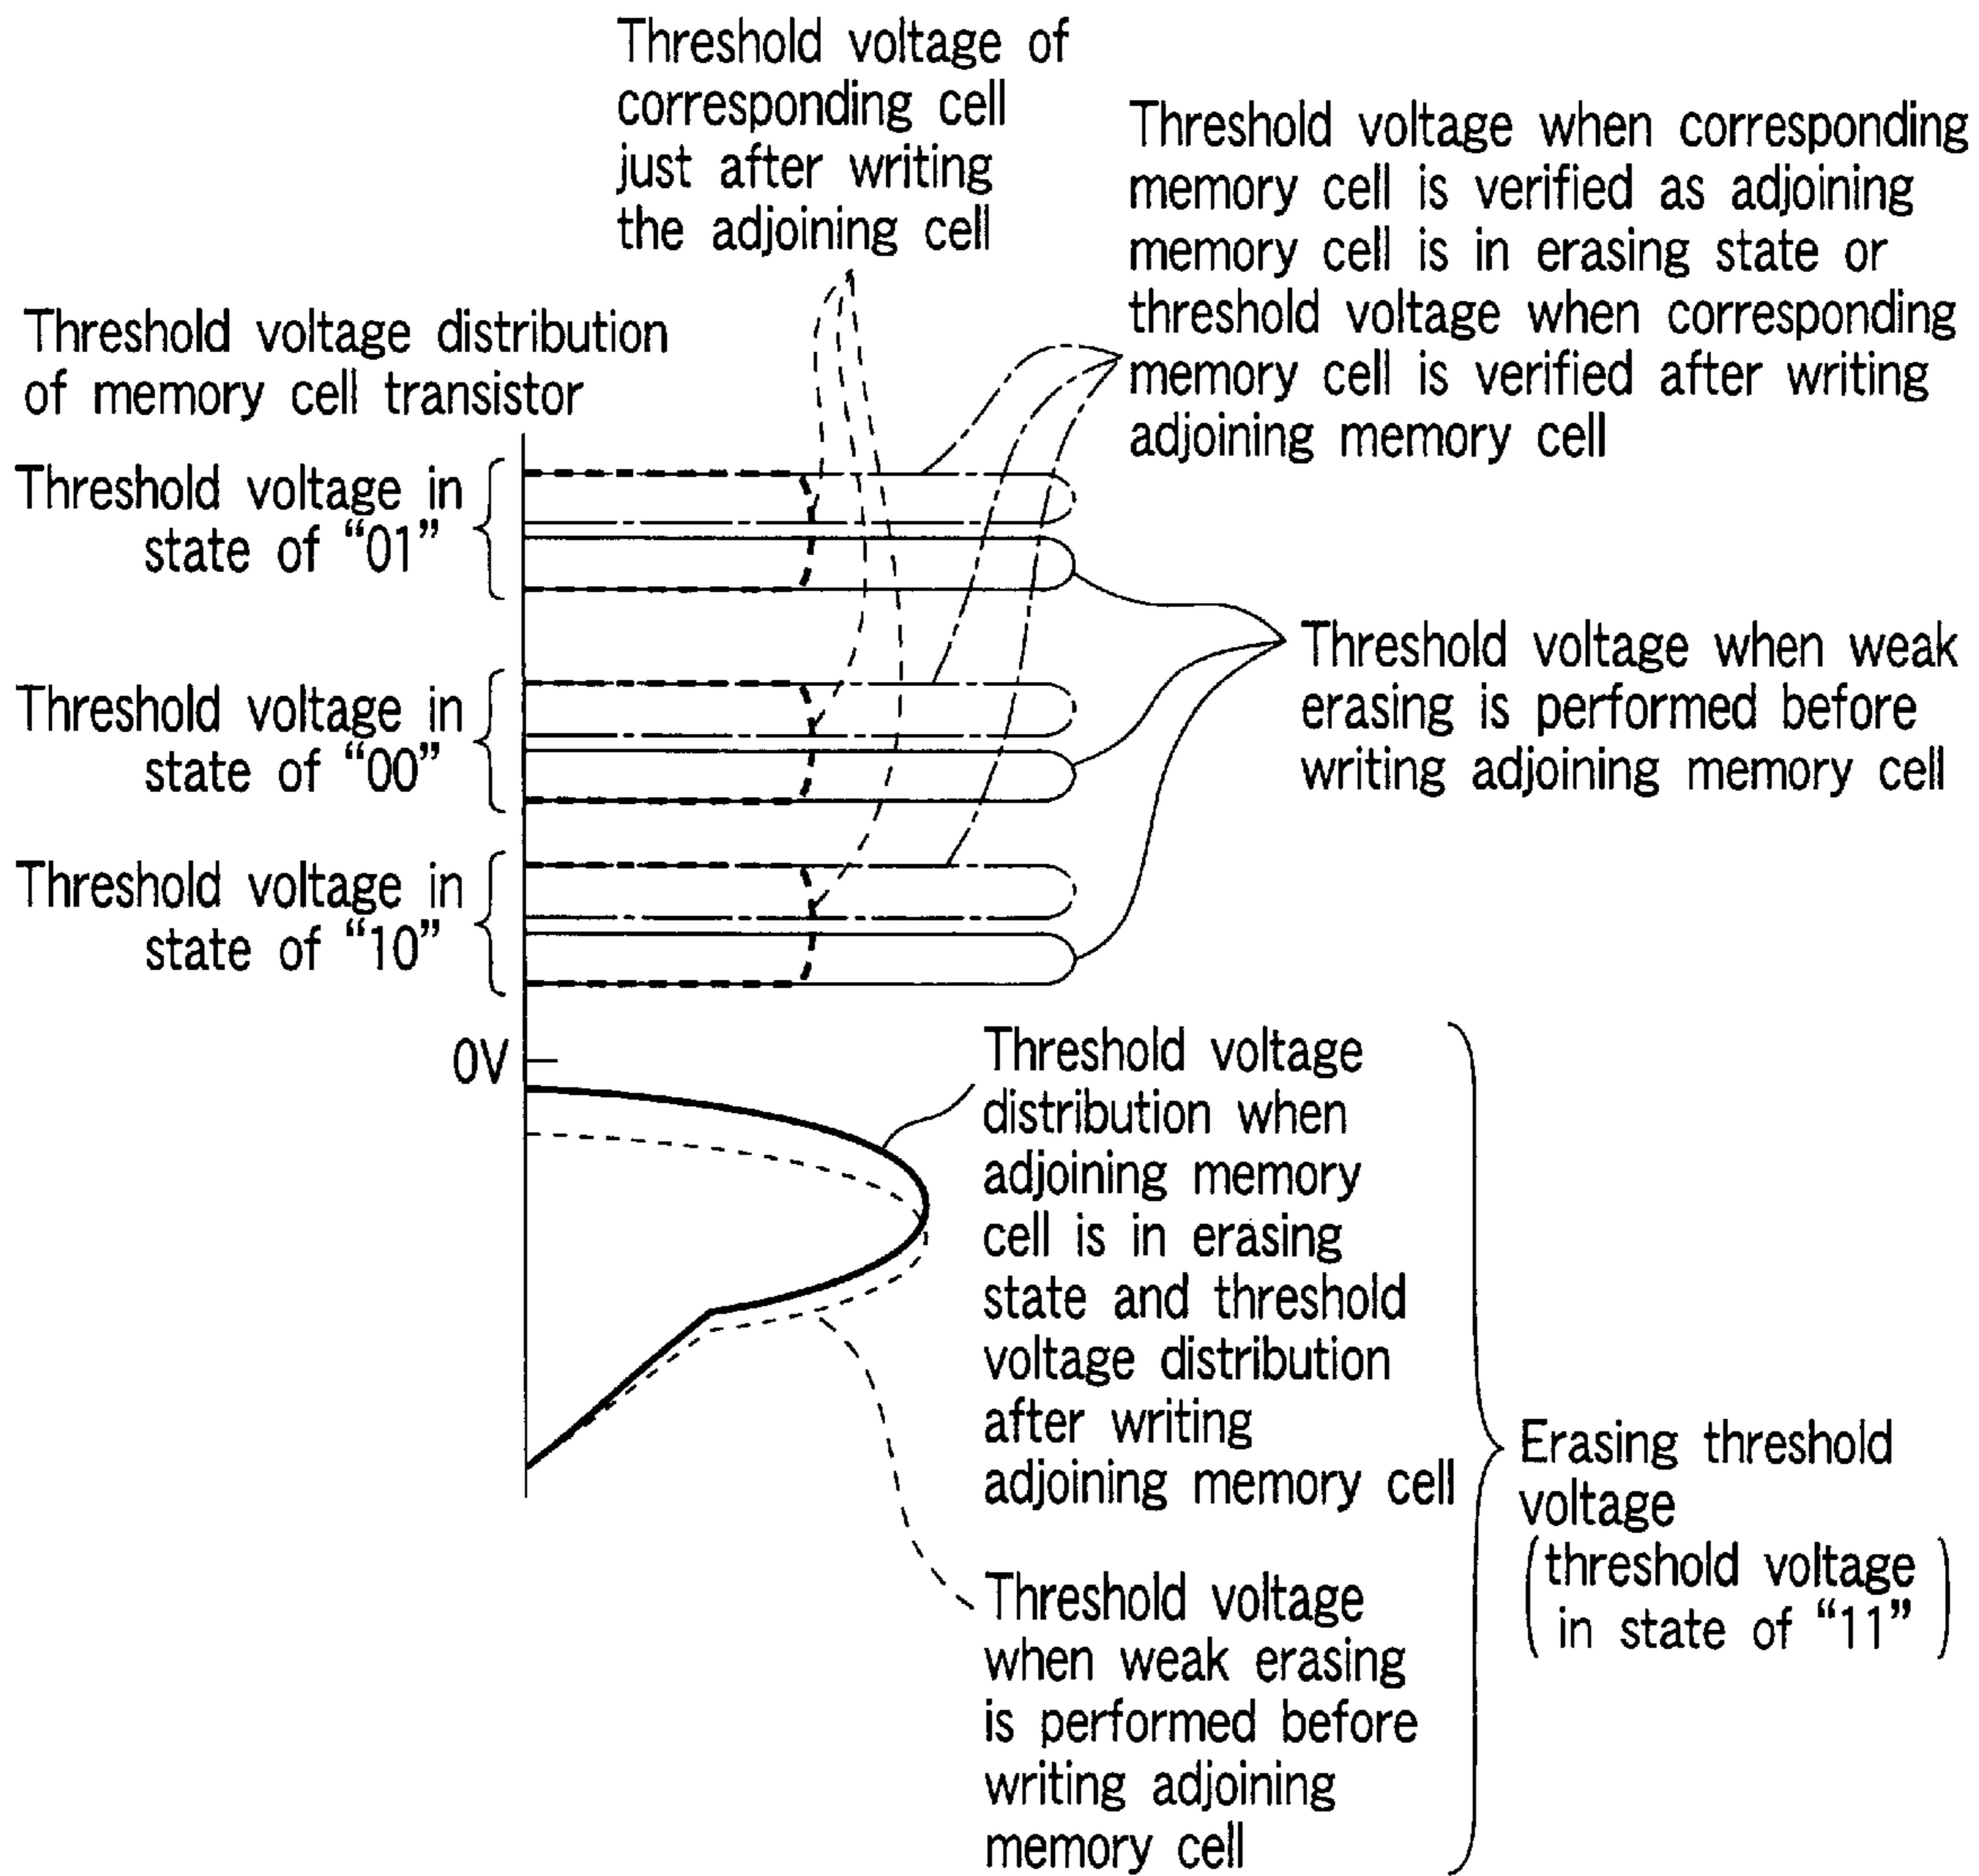 Threshold voltage of
corresponding cell
just after writing
the adjoining cell
Threshold voltage when corresponding
memory cell is verified as adjoining
memory cell is in erasing state or
threshold voltage when corresponding
memory cell is verified after writing
adjoining memory cell
Threshold voltage distribution
of memory cell transistor
Threshold voltage in
state of “01”
Threshold voltage when weak
erasing is performed before
writing adjoining memory cell
Threshold voltage in
state of “00”
Threshold voltage in
state of “10”
0V
Threshold voltage
distribution when
adjoining memory
cell is in erasing
state and threshold
voltage distribution
after writing
adjoining memory cell
Erasing threshold
voltage
(threshold voltage
in state of “11”)
Threshold voltage
when weak erasing
is performed before
writing adjoining
memory cell